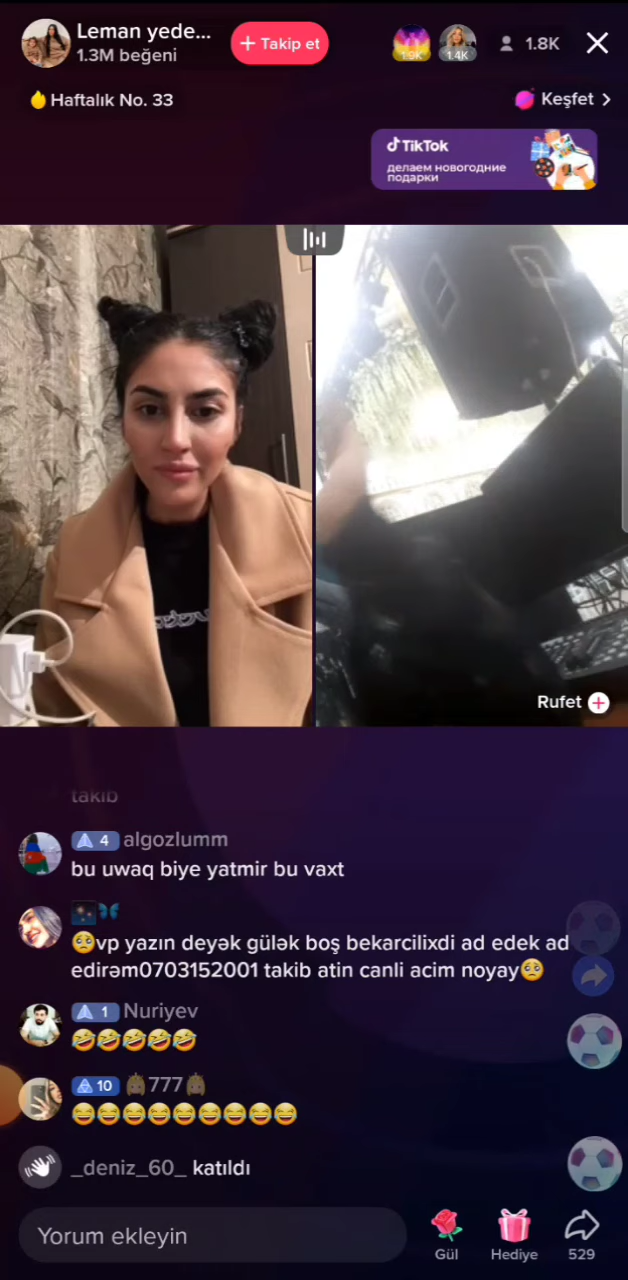 Leman yede...
1.3M beğeni
+ Takip et
1.9K
1.4K
1.8K
Haftalık No. 33
Keşfet
TikTok
делаем новогодние
подарки
Rufet
takib
4 algozlumm
bu uwaq biye yatmir bu vaxt
🥺vp yazın deyək gülək boş bekarcilixdi ad edek ad
edirəm0703152001 takib atin canli acim noyay🥺
1 Nuriyev
🤣🤣🤣🤣🤣
10 777
😂😂😂😂😂😂😂😂😂
_deniz_60_ katıldı
Yorum ekleyin
Gül
Hediye
529